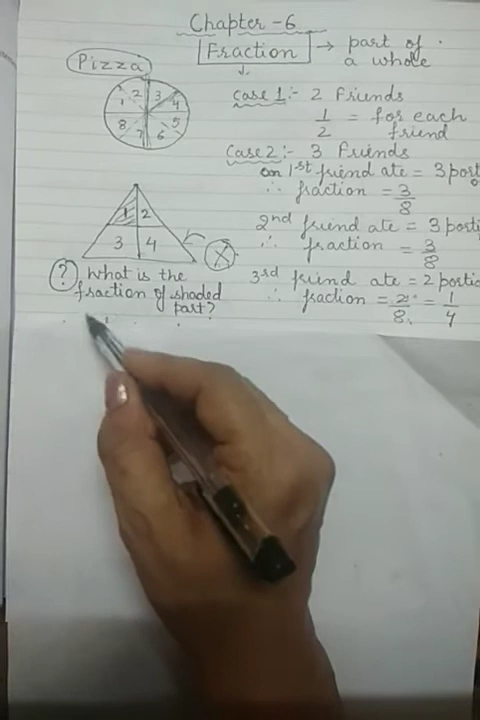 Chapter - 6
Fraction → part of a whole
Pizza
1 2 3 4 5 6 7 8
Case 1:- 2 Friends
1/2 = for each friend
Case 2:- 3 Friends
1st friend ate = 3
∴ fraction = 3/8
2nd friend ate = 3
∴ fraction = 3/8
3rd friend ate = 2
∴ fraction = 2/8 = 1/4
1 2
3 4
X
? What is the
fraction of shaded
part?